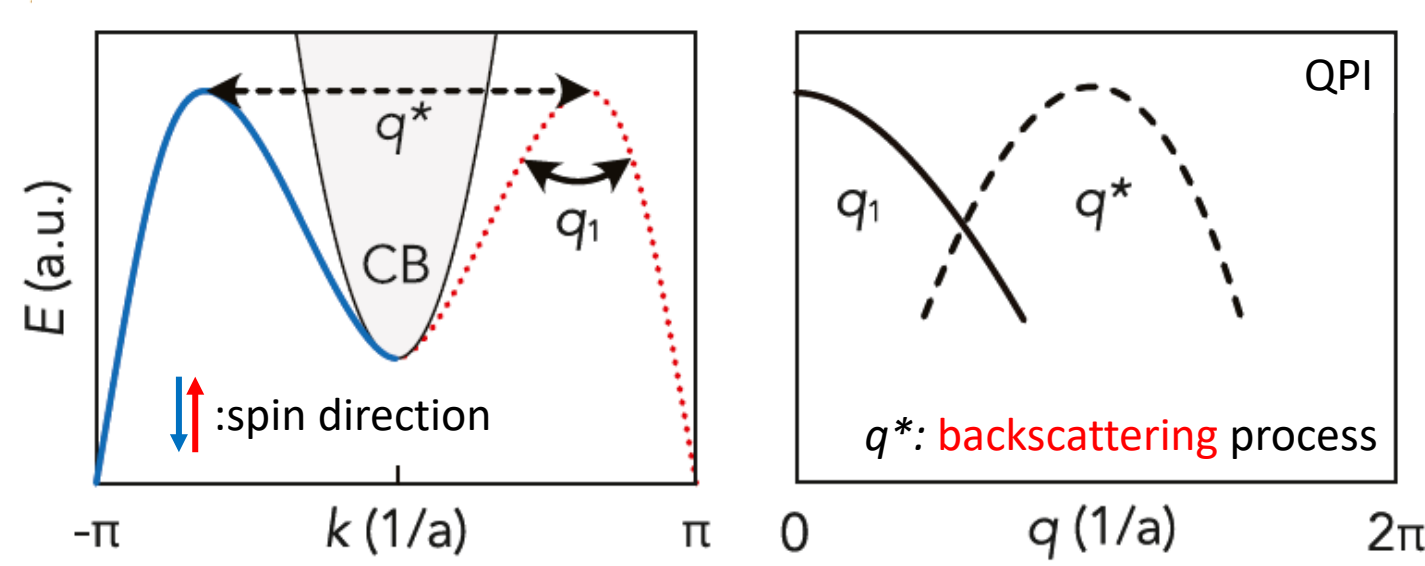 E (a.u.)
q*
q1
CB
:spin direction
-π
k (1/a)
π
QPI
q1
q*
q*: backscattering process
0
q (1/a)
2π